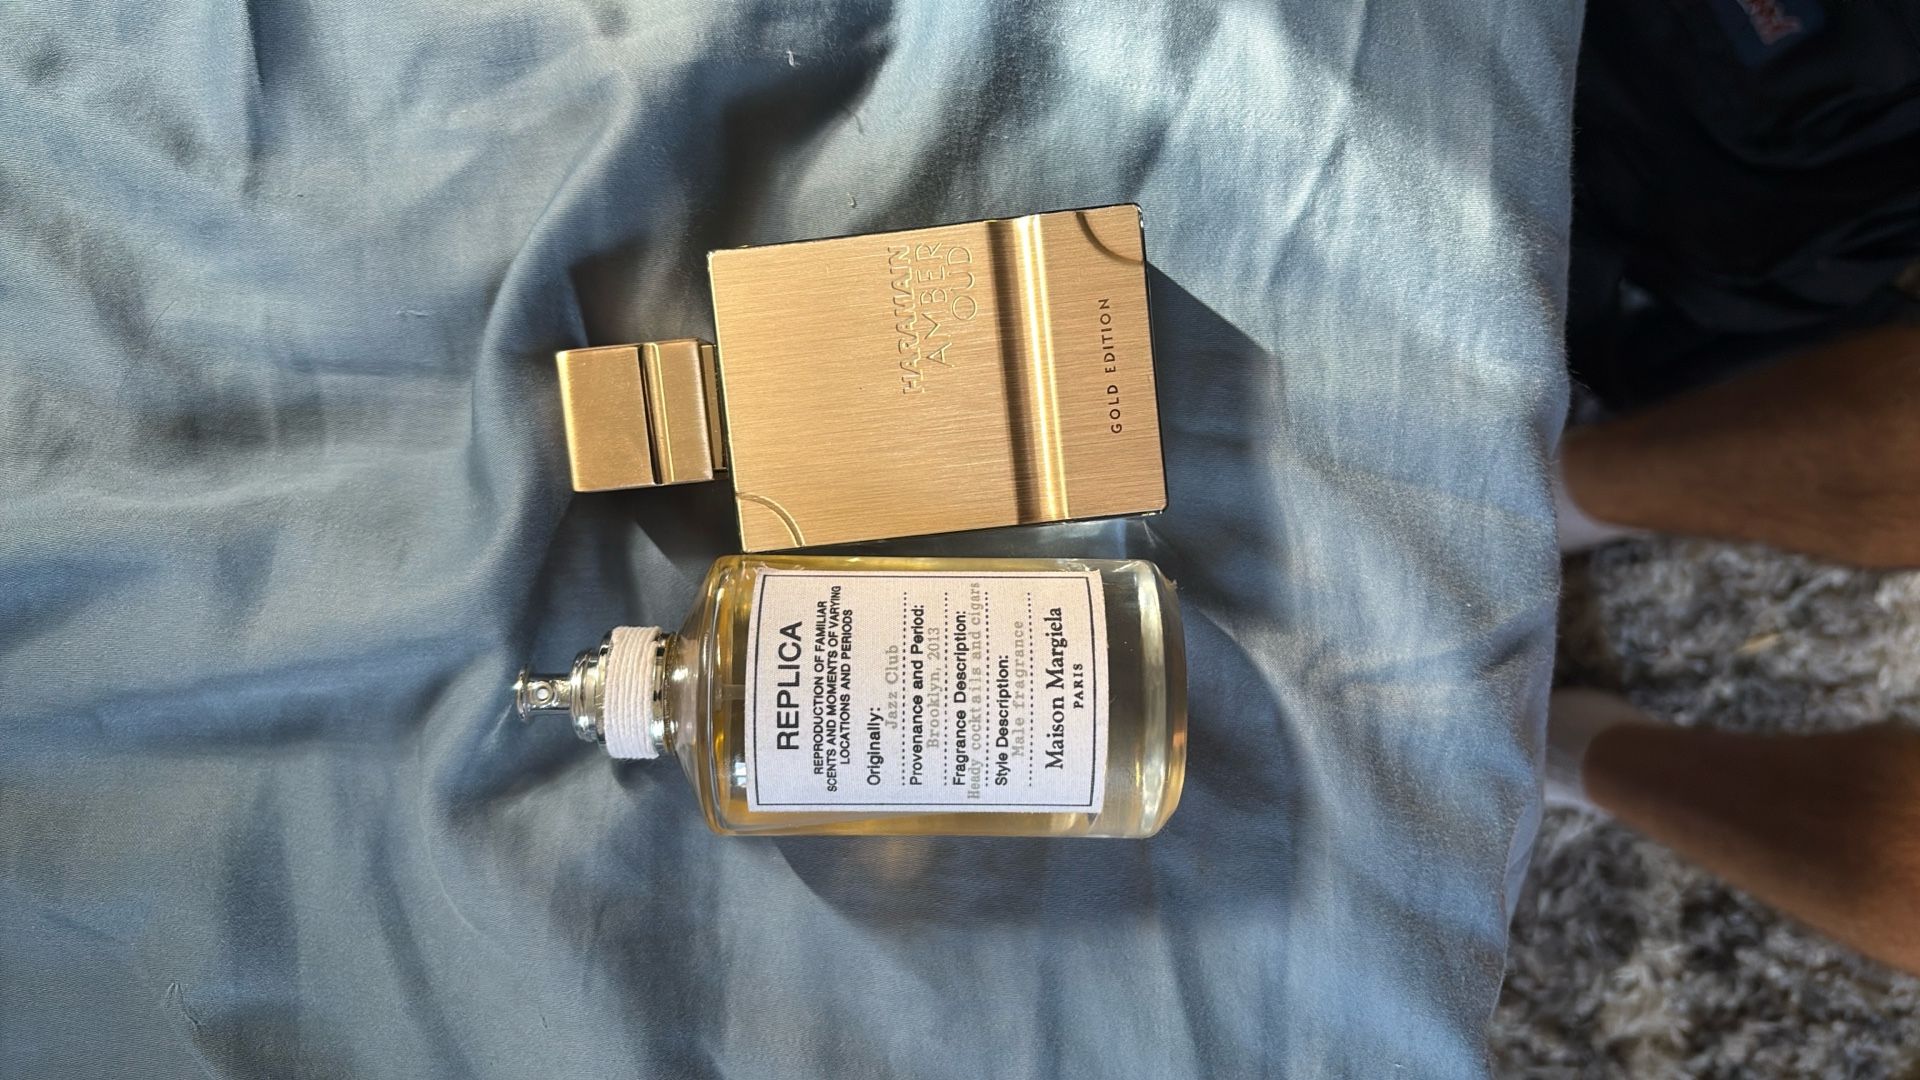 HARAMAIN
AMBER
OUD
GOLD EDITION
REPLICA
REPRODUCTION OF FAMILIAR
SCENTS AND MOMENTS OF VARYING
LOCATIONS AND PERIODS
Originally:
Jazz Club
Provenance and Period:
Brooklyn, 2013
Fragrance Description:
Heady cocktails and cigars
Style Description:
Male fragrance
Maison Margiela
PARIS